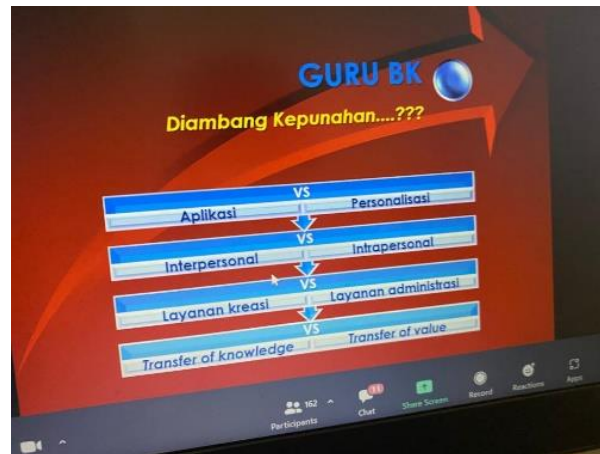 GURU BK
Diambang Kepunahan....???
VS
Aplikasi Personalisasi
VS
Interpersonal Intrapersonal
VS
Layanan kreasi Layanan administrasi
VS
Transfer of knowledge Transfer of value
162
11
Participants Chat Share Screen Record Reactions Apps